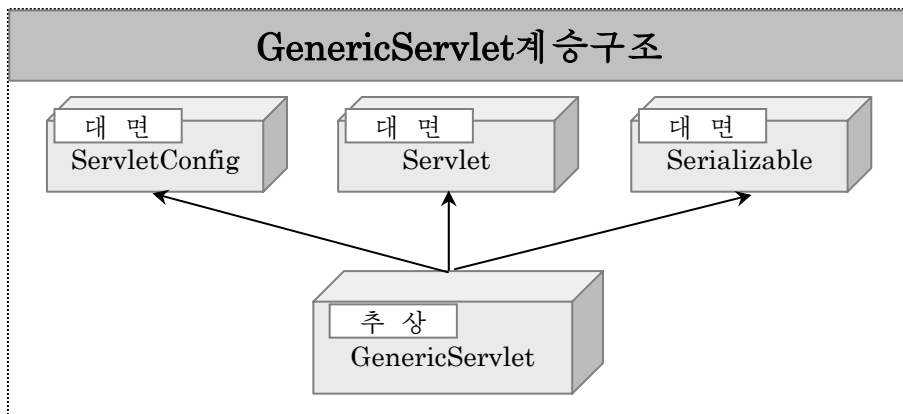 GenericServlet계승구조
대 면
ServletConfig
대 면
Servlet
대 면
Serializable
추 상
GenericServlet